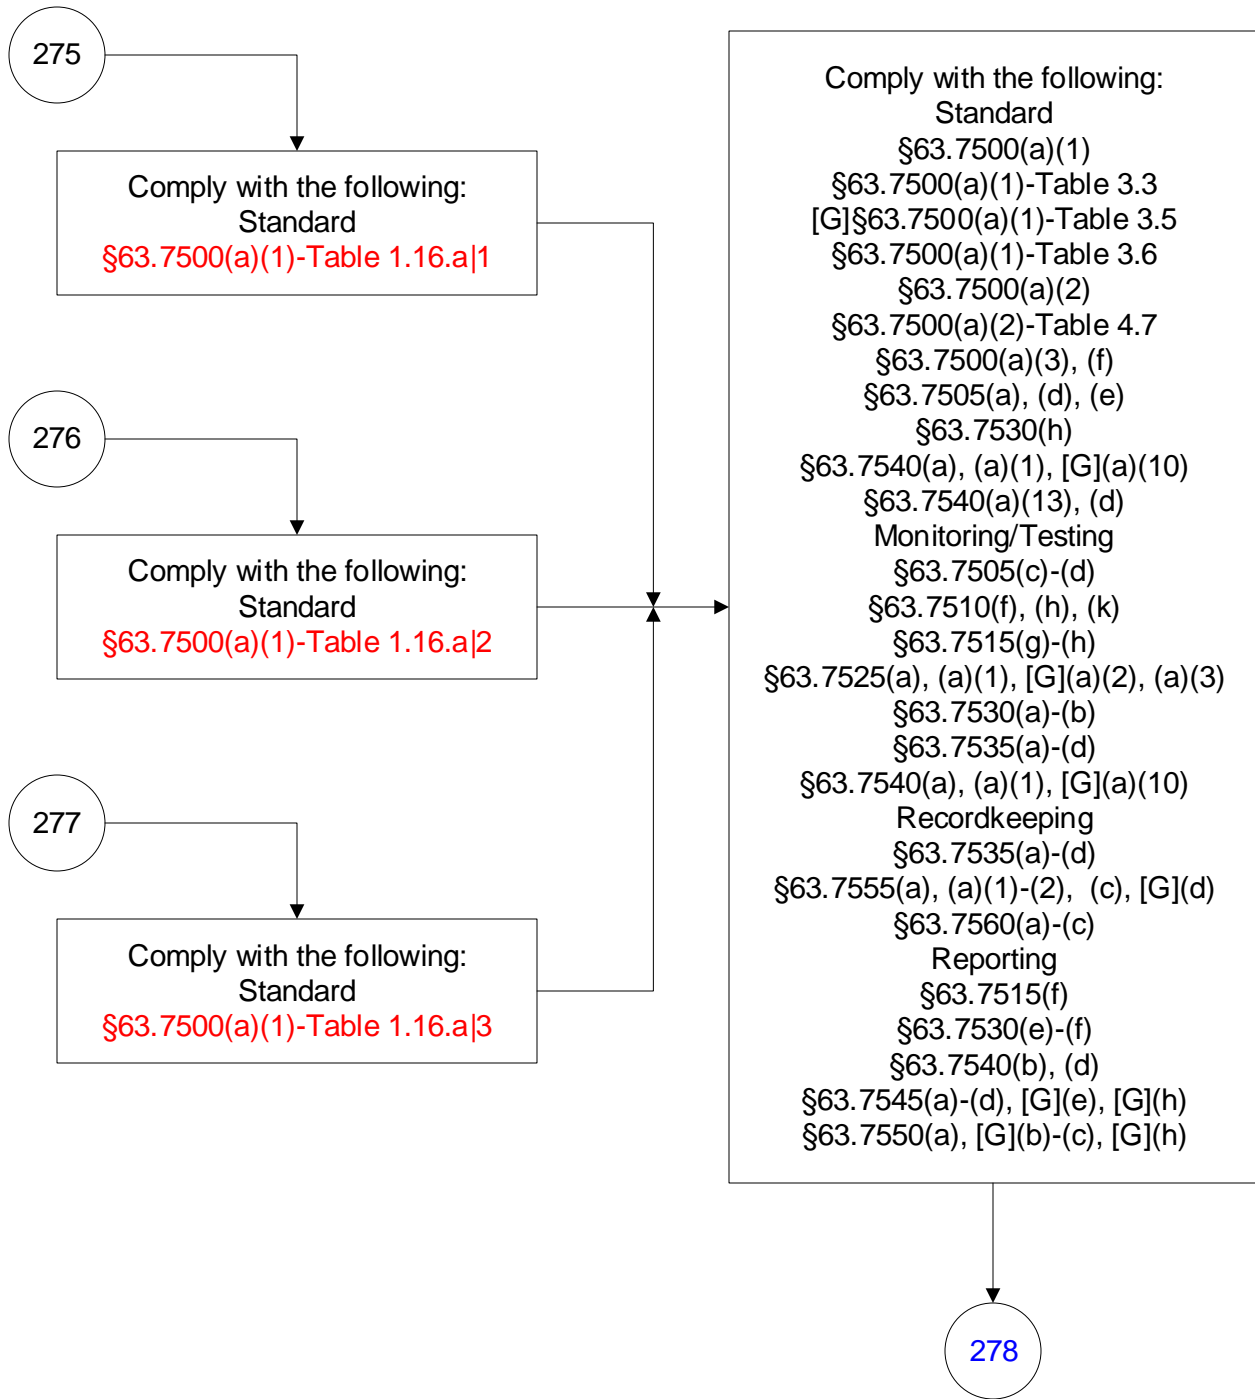 275
Comply with the following:
Standard
§63.7500(a)(1)-Table 1.16.a|1
276
Comply with the following:
Standard
§63.7500(a)(1)-Table 1.16.a|2
277
Comply with the following:
Standard
§63.7500(a)(1)-Table 1.16.a|3
Comply with the following:
Standard
§63.7500(a)(1)
§63.7500(a)(1)-Table 3.3
[G]§63.7500(a)(1)-Table 3.5
§63.7500(a)(1)-Table 3.6
§63.7500(a)(2)
§63.7500(a)(2)-Table 4.7
§63.7500(a)(3), (f)
§63.7505(a), (d), (e)
§63.7530(h)
§63.7540(a), (a)(1), [G](a)(10)
§63.7540(a)(13), (d)
Monitoring/Testing
§63.7505(c)-(d)
§63.7510(f), (h), (k)
§63.7515(g)-(h)
§63.7525(a), (a)(1), [G](a)(2), (a)(3)
§63.7530(a)-(b)
§63.7535(a)-(d)
§63.7540(a), (a)(1), [G](a)(10)
Recordkeeping
§63.7535(a)-(d)
§63.7555(a), (a)(1)-(2), (c), [G](d)
§63.7560(a)-(c)
Reporting
§63.7515(f)
§63.7530(e)-(f)
§63.7540(b), (d)
§63.7545(a)-(d), [G](e), [G](h)
§63.7550(a), [G](b)-(c), [G](h)
278